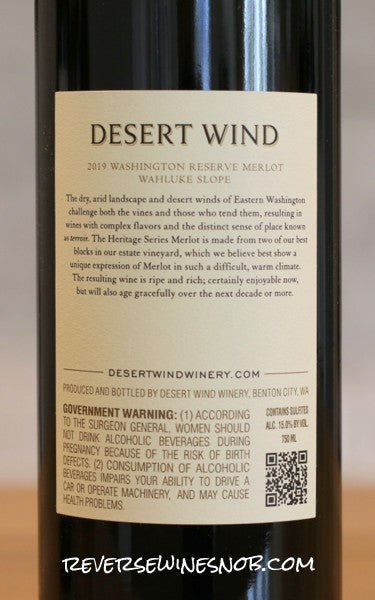 DESERT WIND
2019 WASHINGTON RESERVE MERLOT
WAHLUKE SLOPE
The dry, arid landscape and desert winds of Eastern Washington
challenge both the vines and those who tend them, resulting in
wines with complex flavors and the distinct sense of place known
as terroir. The Heritage Series Merlot is made from two of our best
blocks in our estate vineyard, which we believe best show a
unique expression of Merlot in such a difficult, warm climate.
The resulting wine is ripe and rich; certainly enjoyable now,
but will also age gracefully over the next decade or more.
DESERTWINDWINERY.COM
PRODUCED AND BOTTLED BY DESERT WIND WINERY, BENTON CITY, WA
GOVERNMENT WARNING: (1) ACCORDING
TO THE SURGEON GENERAL, WOMEN SHOULD
NOT DRINK ALCOHOLIC BEVERAGES DURING
PREGNANCY BECAUSE OF THE RISK OF BIRTH
DEFECTS. (2) CONSUMPTION OF ALCOHOLIC
BEVERAGES IMPAIRS YOUR ABILITY TO DRIVE A
CAR OR OPERATE MACHINERY, AND MAY CAUSE
HEALTH PROBLEMS.
CONTAINS SULFITES
ALC. 15.0% BY VOL.
750 ML
REVERSEWINESNOB.COM